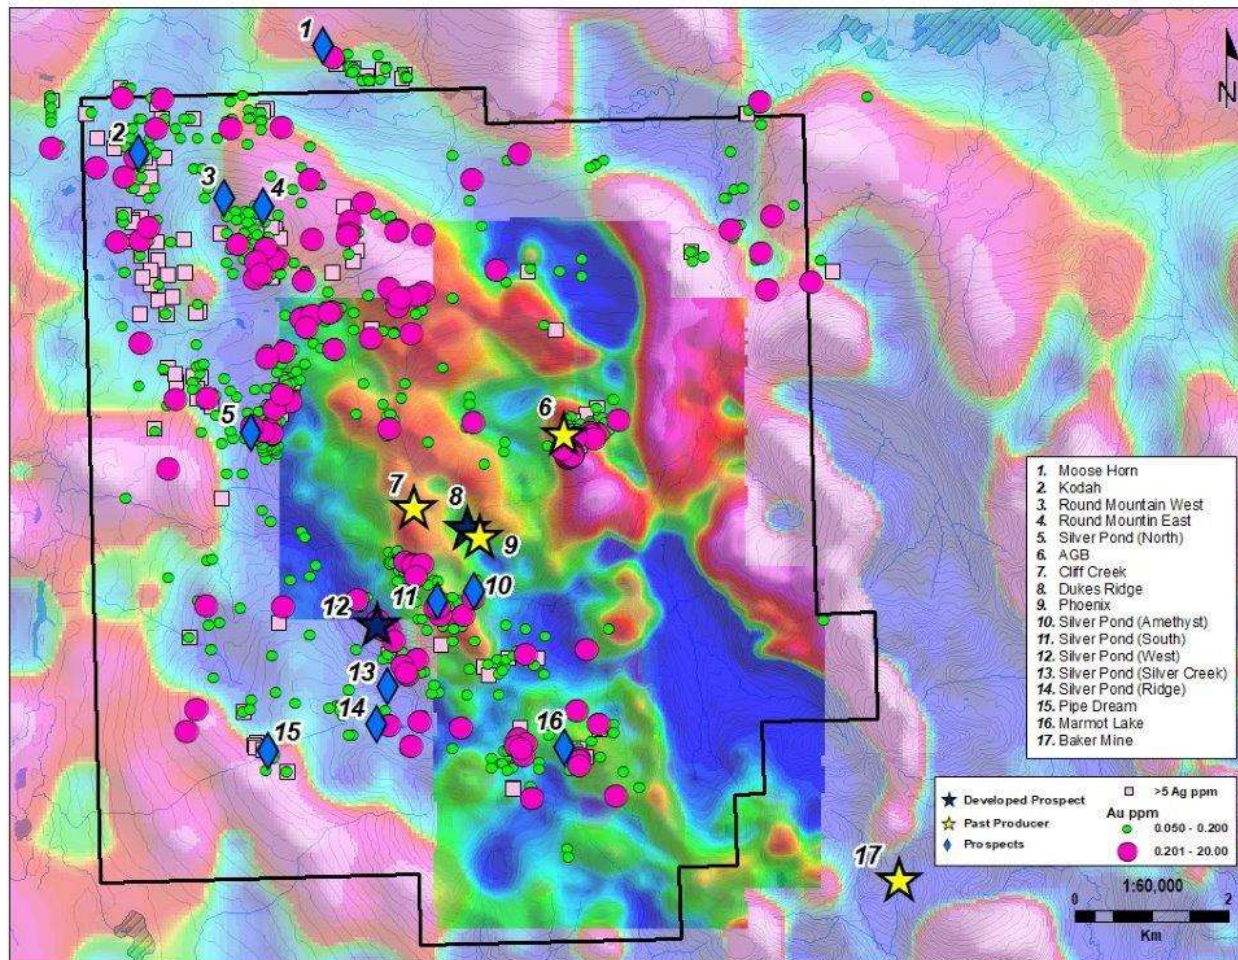 1
N
2
3
4
5
6
7
8
9
10
11
12
13
14
15
16
17
1. Moose Horn
2. Kodah
3. Round Mountain West
4. Round Mountin East
5. Silver Pond (North)
6. AGB
7. Cliff Creek
8. Dukes Ridge
9. Phoenix
10. Silver Pond (Amethyst)
11. Silver Pond (South)
12. Silver Pond (West)
13. Silver Pond (Silver Creek)
14. Silver Pond (Ridge)
15. Pipe Dream
16. Marmot Lake
17. Baker Mine
Developed Prospect
Past Producer
Prospects
>5 Ag ppm
Au ppm
0.050 - 0.200
0.201 - 20.00
1:60,000
0 2
Km